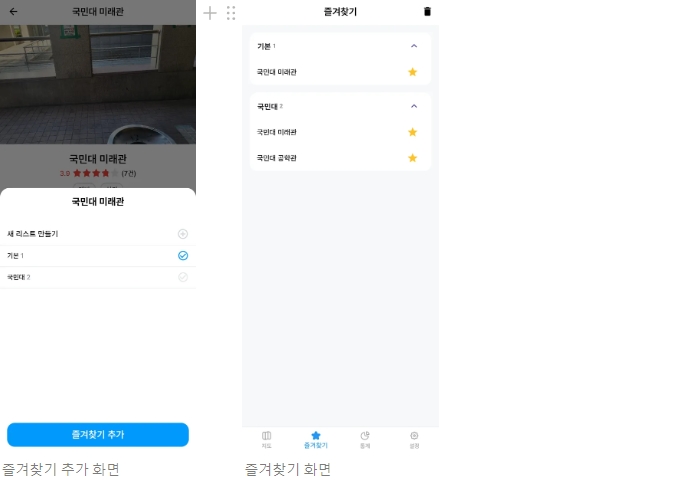 국민대 미래관
국민대 미래관
3.9 (7건)
국민대 미래관
새 리스트 만들기
기본 1
국민대 2
즐겨찾기 추가
즐겨찾기 추가 화면
즐겨찾기
기본 1
국민대 미래관
국민대 2
국민대 미래관
국민대 공학관
지도
즐겨찾기
통계
설정
즐겨찾기 화면